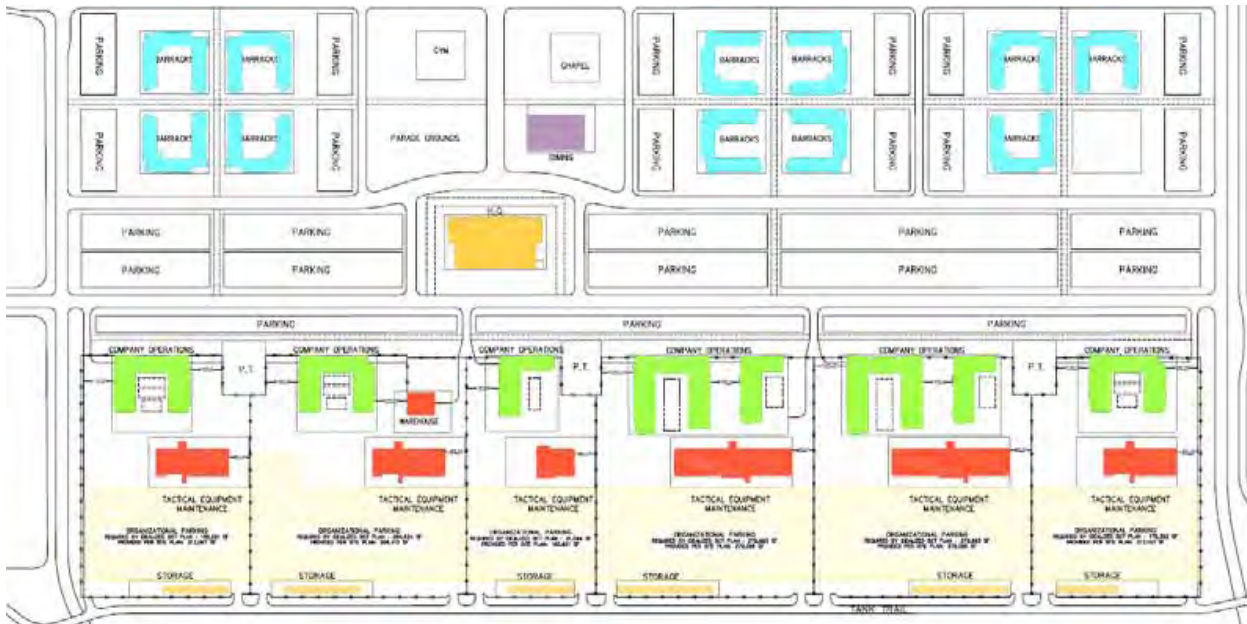 PARKING
BARRACKS
BARRACKS
PARKING
GYM
CHAPEL
PARKING
BARRACKS
BARRACKS
PARKING
PARKING
BARRACKS
BARRACKS
PARKING
PARKING
BARRACKS
BARRACKS
PARKING
PARADE GROUNDS
DINING
PARKING
BARRACKS
BARRACKS
PARKING
PARKING
BARRACKS
PARKING
H.Q.
PARKING
PARKING
PARKING
PARKING
PARKING
PARKING
PARKING
PARKING
PARKING
PARKING
PARKING
PARKING
PARKING
COMPANY OPERATIONS
P.T.
COMPANY OPERATIONS
COMPANY OPERATIONS
P.T.
COMPANY OPERATIONS
COMPANY OPERATIONS
P.T.
COMPANY OPERATIONS
WAREHOUSE
TACTICAL EQUIPMENT
MAINTENANCE
TACTICAL EQUIPMENT
MAINTENANCE
TACTICAL EQUIPMENT
MAINTENANCE
TACTICAL EQUIPMENT
MAINTENANCE
TACTICAL EQUIPMENT
MAINTENANCE
TACTICAL EQUIPMENT
MAINTENANCE
ORGANIZATIONAL PARKING
ORGANIZATIONAL PARKING
ORGANIZATIONAL PARKING
ORGANIZATIONAL PARKING
ORGANIZATIONAL PARKING
ORGANIZATIONAL PARKING
STORAGE
STORAGE
STORAGE
STORAGE
STORAGE
STORAGE
TANK TRAIL